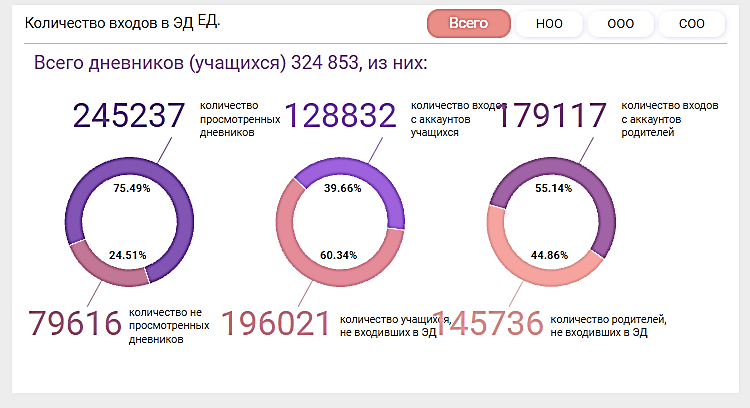 Количество входов в ЭД ЕД.
Всего НОО ООО СОО
Всего дневников (учащихся) 324 853, из них:
245237 количество
просмотренных
дневников
128832 количество входов
с аккаунтов
учащихся
179117 количество входов
с аккаунтов
родителей
75.49%
24.51%
39.66%
60.34%
55.14%
44.86%
79616 количество не
просмотренных
дневников
196021 количество учащихся,
не входивших в ЭД
145736 количество родителей,
не входивших в ЭД